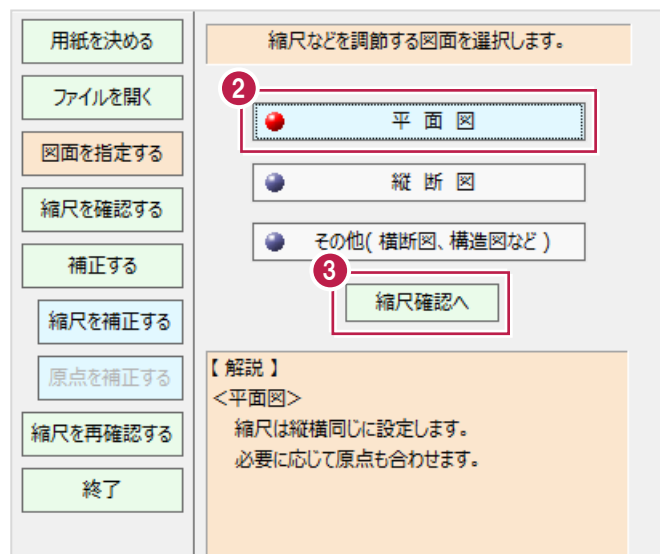 用紙を決める
ファイルを開く
図面を指定する
縮尺を確認する
補正する
縮尺を補正する
原点を補正する
縮尺を再確認する
終了
縮尺などを調節する図面を選択します。
2
平 面 図
縦 断 図
その他( 横断図、構造図など )
3
縮尺確認へ
【 解説 】
＜平面図＞
縮尺は縦横同じに設定します。
必要に応じて原点も合わせます。